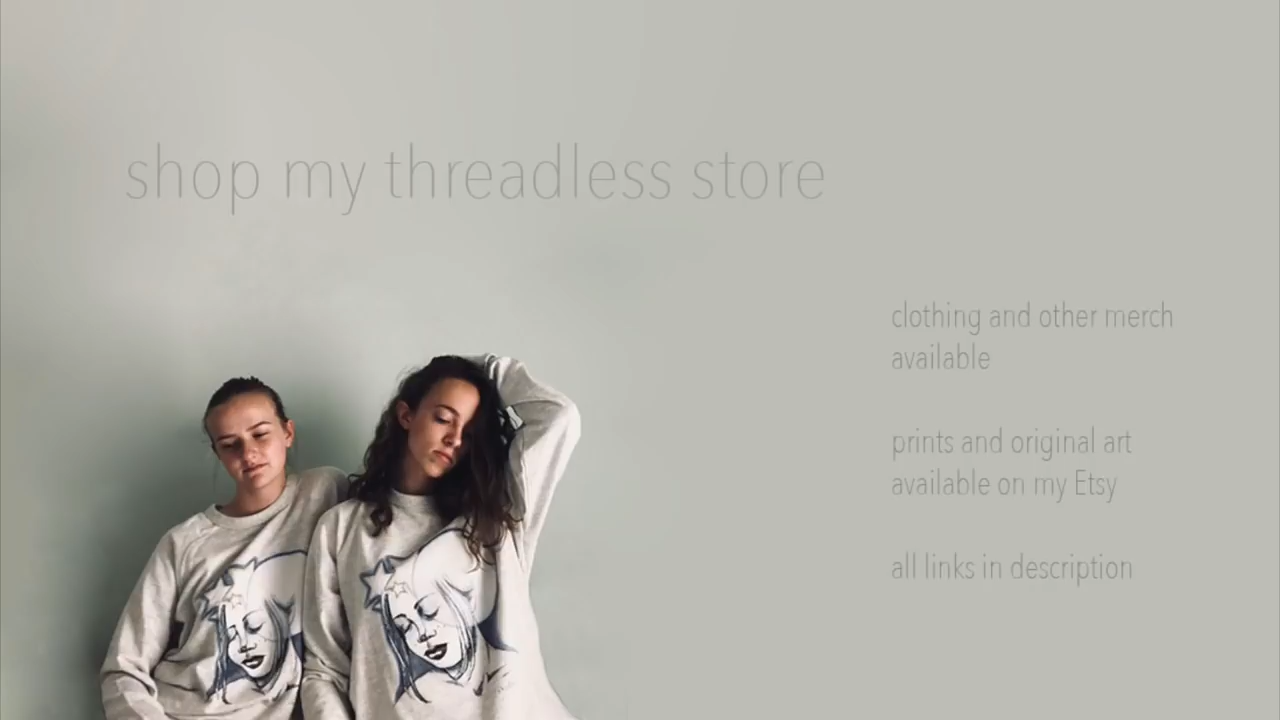 shop my threadless store
clothing and other merch
available
prints and original art
available on my Etsy
all links in description